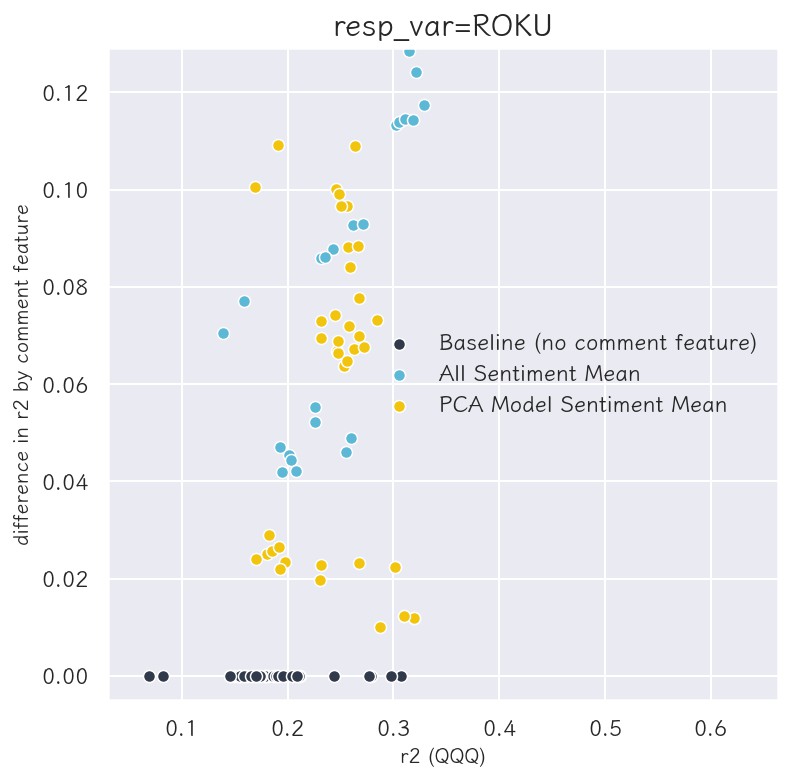 resp_var=ROKU
difference in r2 by comment feature
0.12
0.10
0.08
0.06
0.04
0.02
0.00
Baseline (no comment feature)
All Sentiment Mean
PCA Model Sentiment Mean
0.1 0.2 0.3 0.4 0.5 0.6
r2 (QQQ)